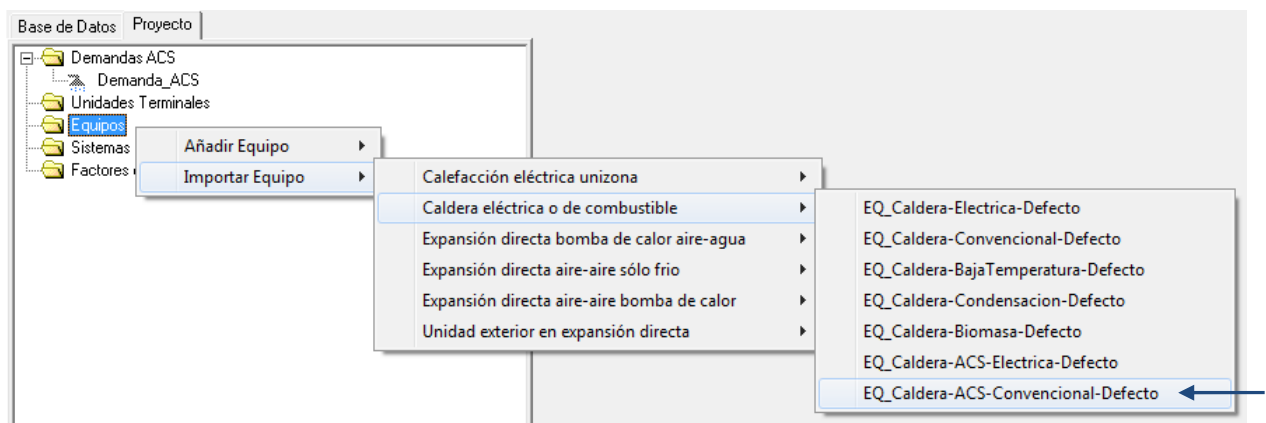 Base de Datos Proyecto
Demandas ACS
Demanda_ACS
Unidades Terminales
Equipos
Sistemas
Factores
Añadir Equipo
Importar Equipo
Calefacción eléctrica unizona
Caldera eléctrica o de combustible
Expansión directa bomba de calor aire-agua
Expansión directa aire-aire sólo frio
Expansión directa aire-aire bomba de calor
Unidad exterior en expansión directa
EQ_Caldera-Electrica-Defecto
EQ_Caldera-Convencional-Defecto
EQ_Caldera-BajaTemperatura-Defecto
EQ_Caldera-Condensacion-Defecto
EQ_Caldera-Biomasa-Defecto
EQ_Caldera-ACS-Electrica-Defecto
EQ_Caldera-ACS-Convencional-Defecto